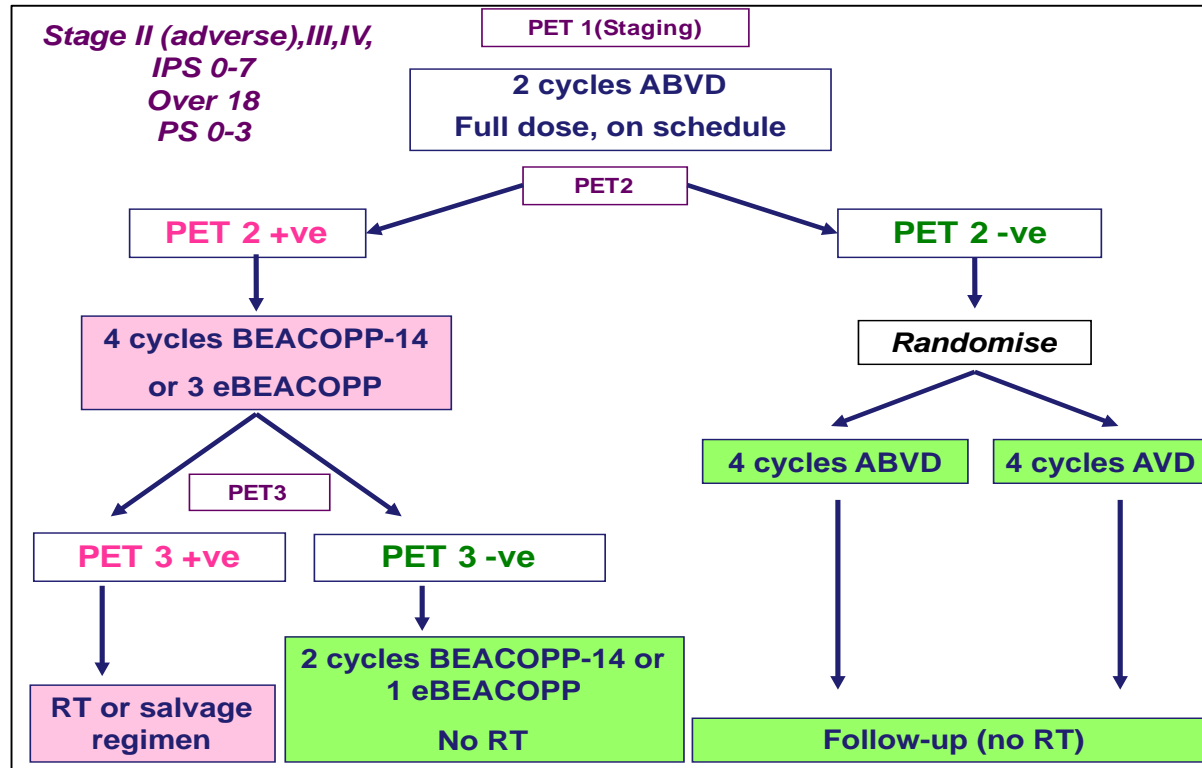 Stage II (adverse),III,IV,
IPS 0-7
Over 18
PS 0-3
PET 1(Staging)
2 cycles ABVD
Full dose, on schedule
PET2
PET 2 +ve
PET 2 -ve
4 cycles BEACOPP-14
or 3 eBEACOPP
Randomise
4 cycles ABVD
4 cycles AVD
PET3
PET 3 +ve
PET 3 -ve
RT or salvage
regimen
2 cycles BEACOPP-14 or
1 eBEACOPP
No RT
Follow-up (no RT)